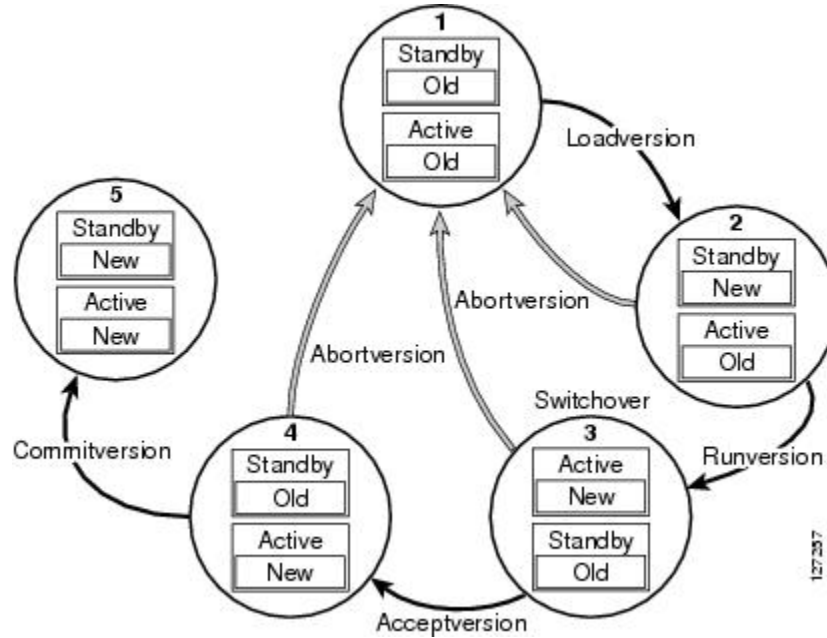 1
Standby
Old
Active
Old
Loadversion
5
Standby
New
Active
New
2
Standby
New
Active
Old
Abortversion
Abortversion
Switchover
Commitversion
4
Standby
Old
Active
New
3
Active
New
Standby
Old
Runversion
Acceptversion
127257